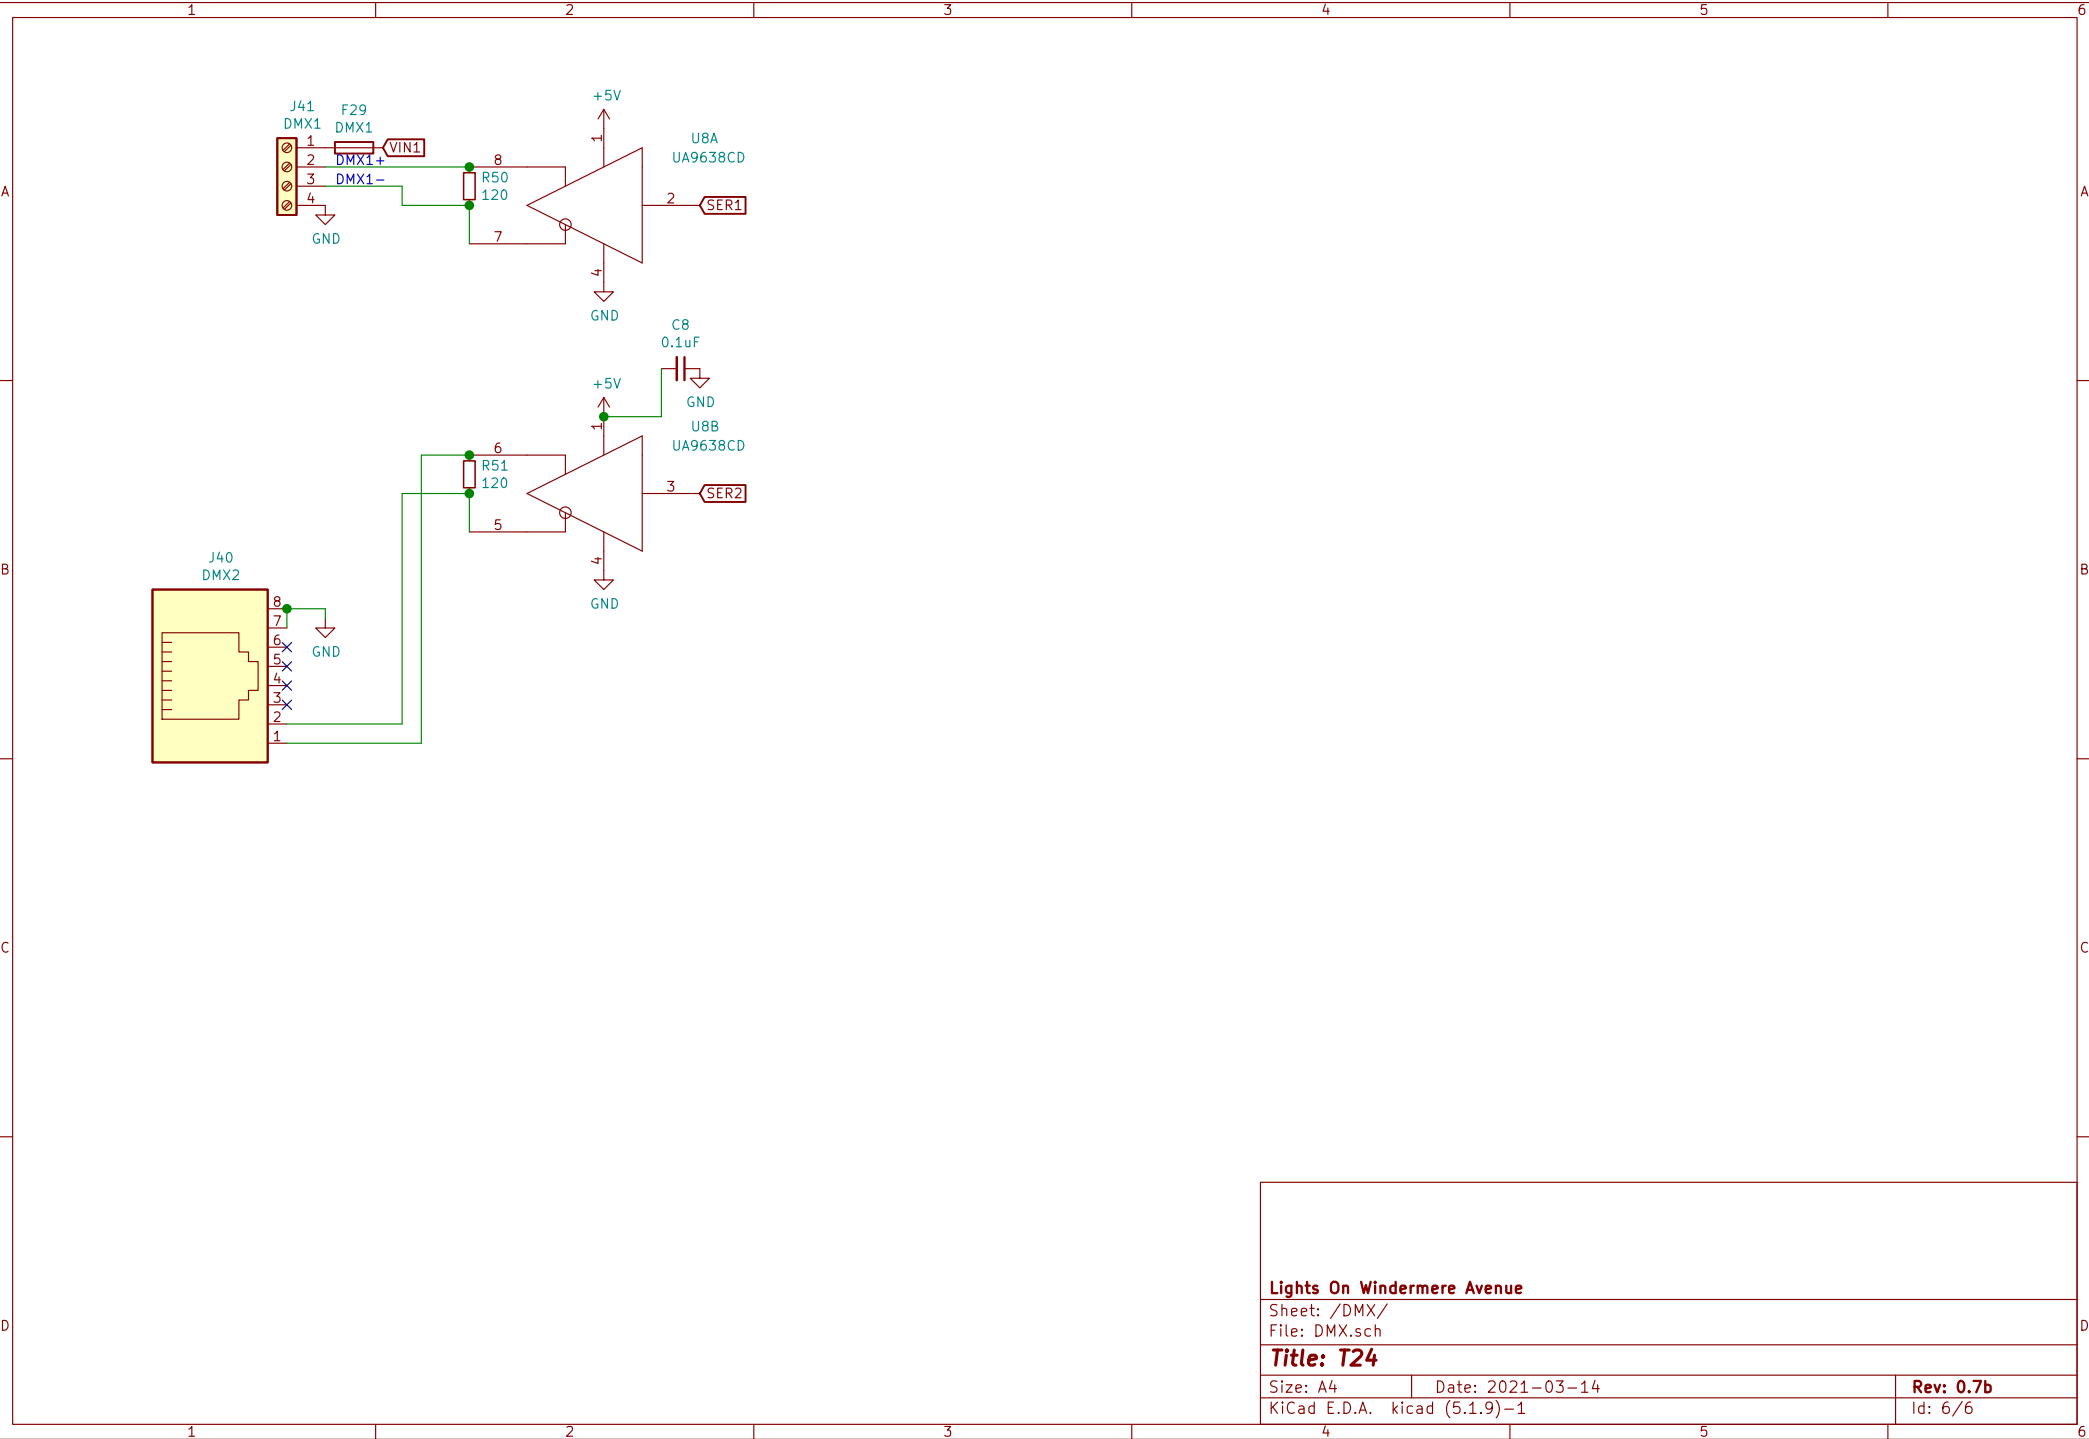 1 2 3 4 5 6
A
B
C
D
J41
DMX1
F29
DMX1
1
VIN1
2
DMX1+
3
DMX1-
4
GND
+5V
1
U8A
UA9638CD
8
R50
120
7
2
SER1
4
GND
C8
0.1uF
GND
+5V
1
U8B
UA9638CD
6
R51
120
5
3
SER2
4
GND
J40
DMX2
8
7
6
5
4
3
2
1
GND
A
B
C
D
Lights On Windermere Avenue
Sheet: /DMX/
File: DMX.sch
Title: T24
Size: A4 Date: 2021-03-14 Rev: 0.7b
KiCad E.D.A. kicad (5.1.9)-1 Id: 6/6
1 2 3 4 5 6